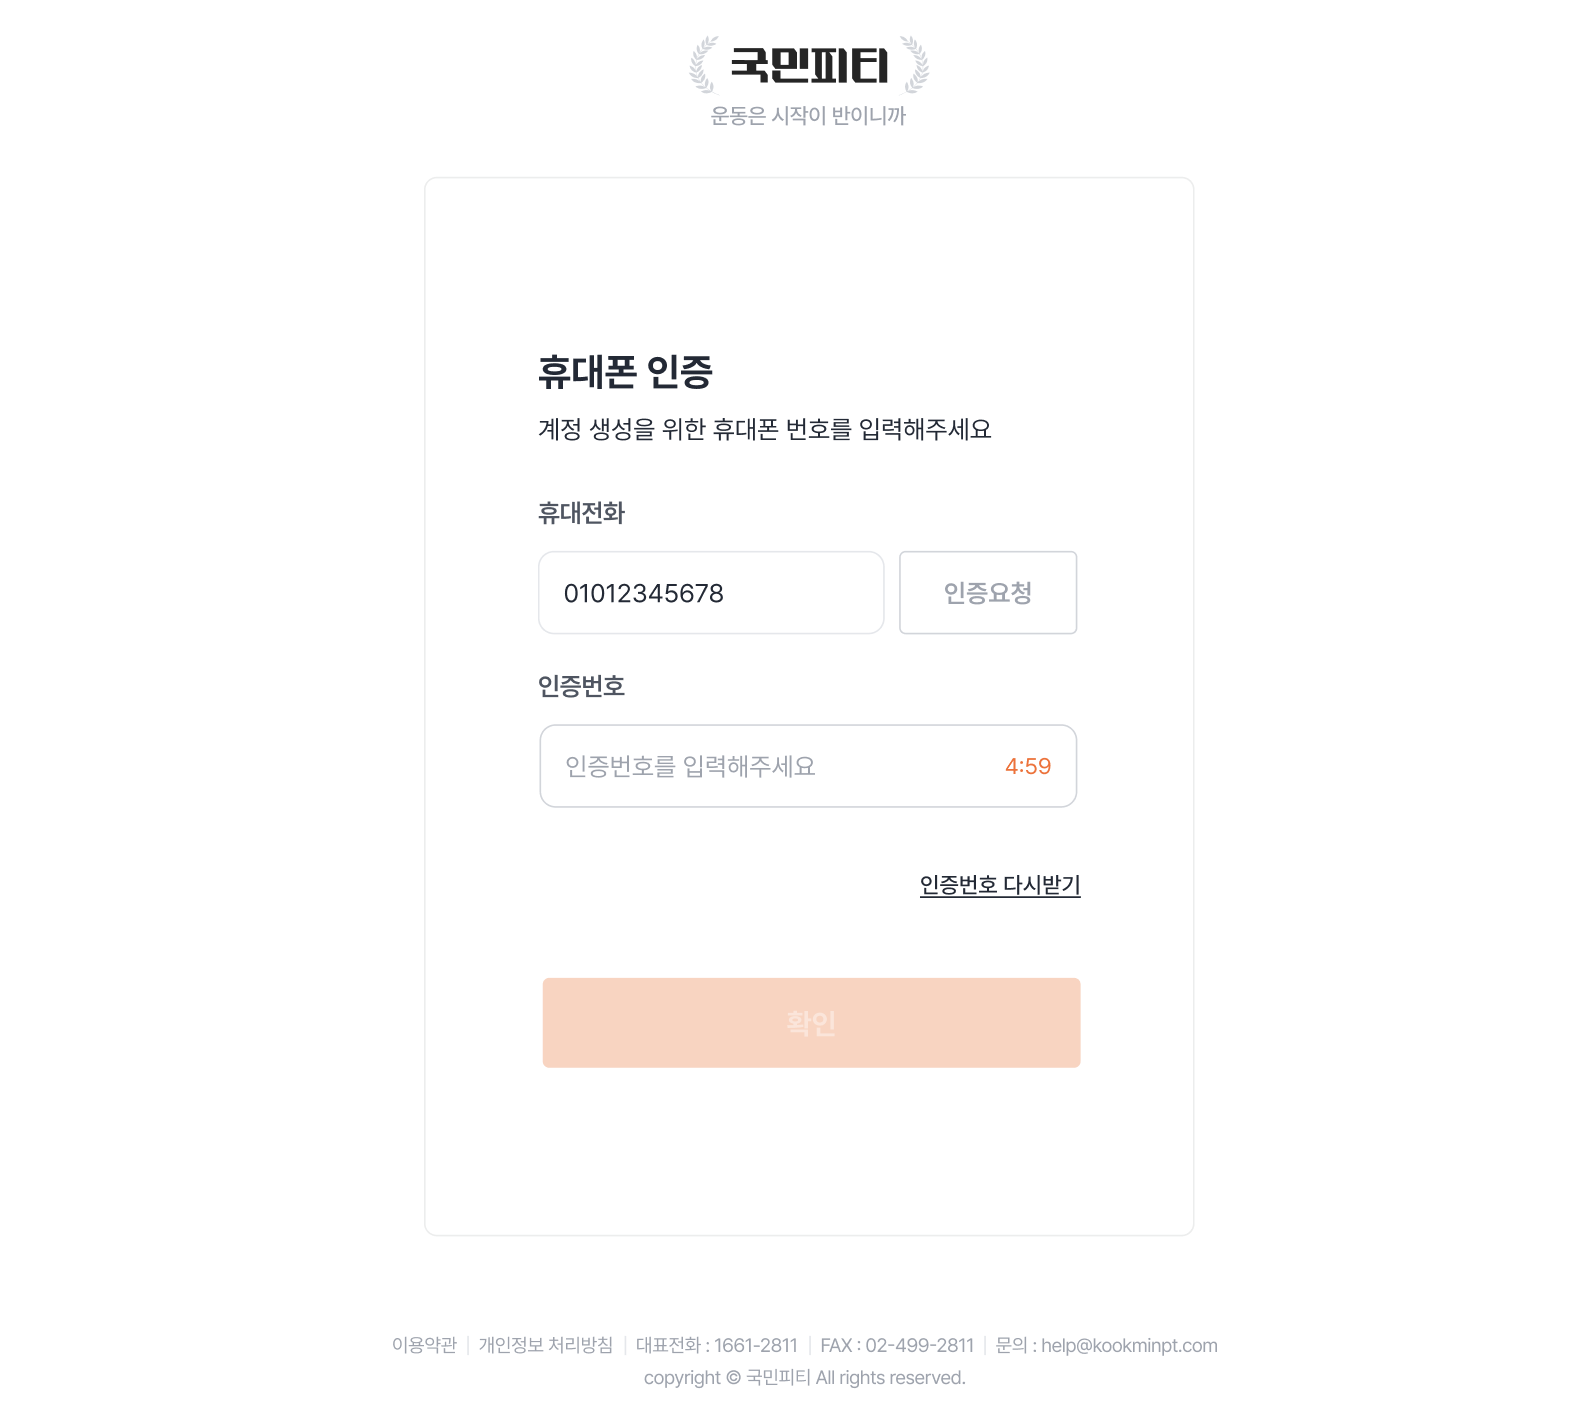 국민피티
운동은 시작이 반이니까
휴대폰 인증
계정 생성을 위한 휴대폰 번호를 입력해주세요
휴대전화
01012345678
인증요청
인증번호
인증번호를 입력해주세요
4:59
인증번호 다시받기
확인
이용약관 | 개인정보 처리방침 | 대표전화 : 1661-2811 | FAX : 02-499-2811 | 문의 : help@kookminpt.com
copyright © 국민피티 All rights reserved.